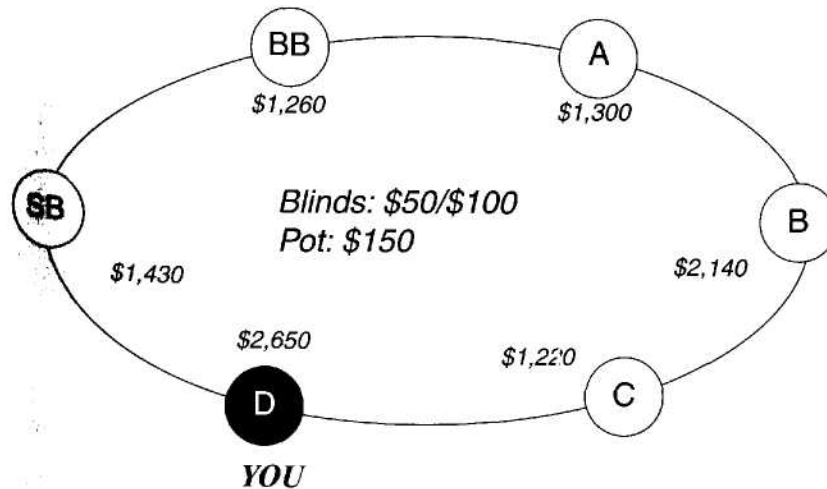 BB
A
$1,260
$1,300
SB
Blinds: $50/$100
Pot: $150
B
$1,430
$2,140
$2,650
$1,220
D
C
YOU